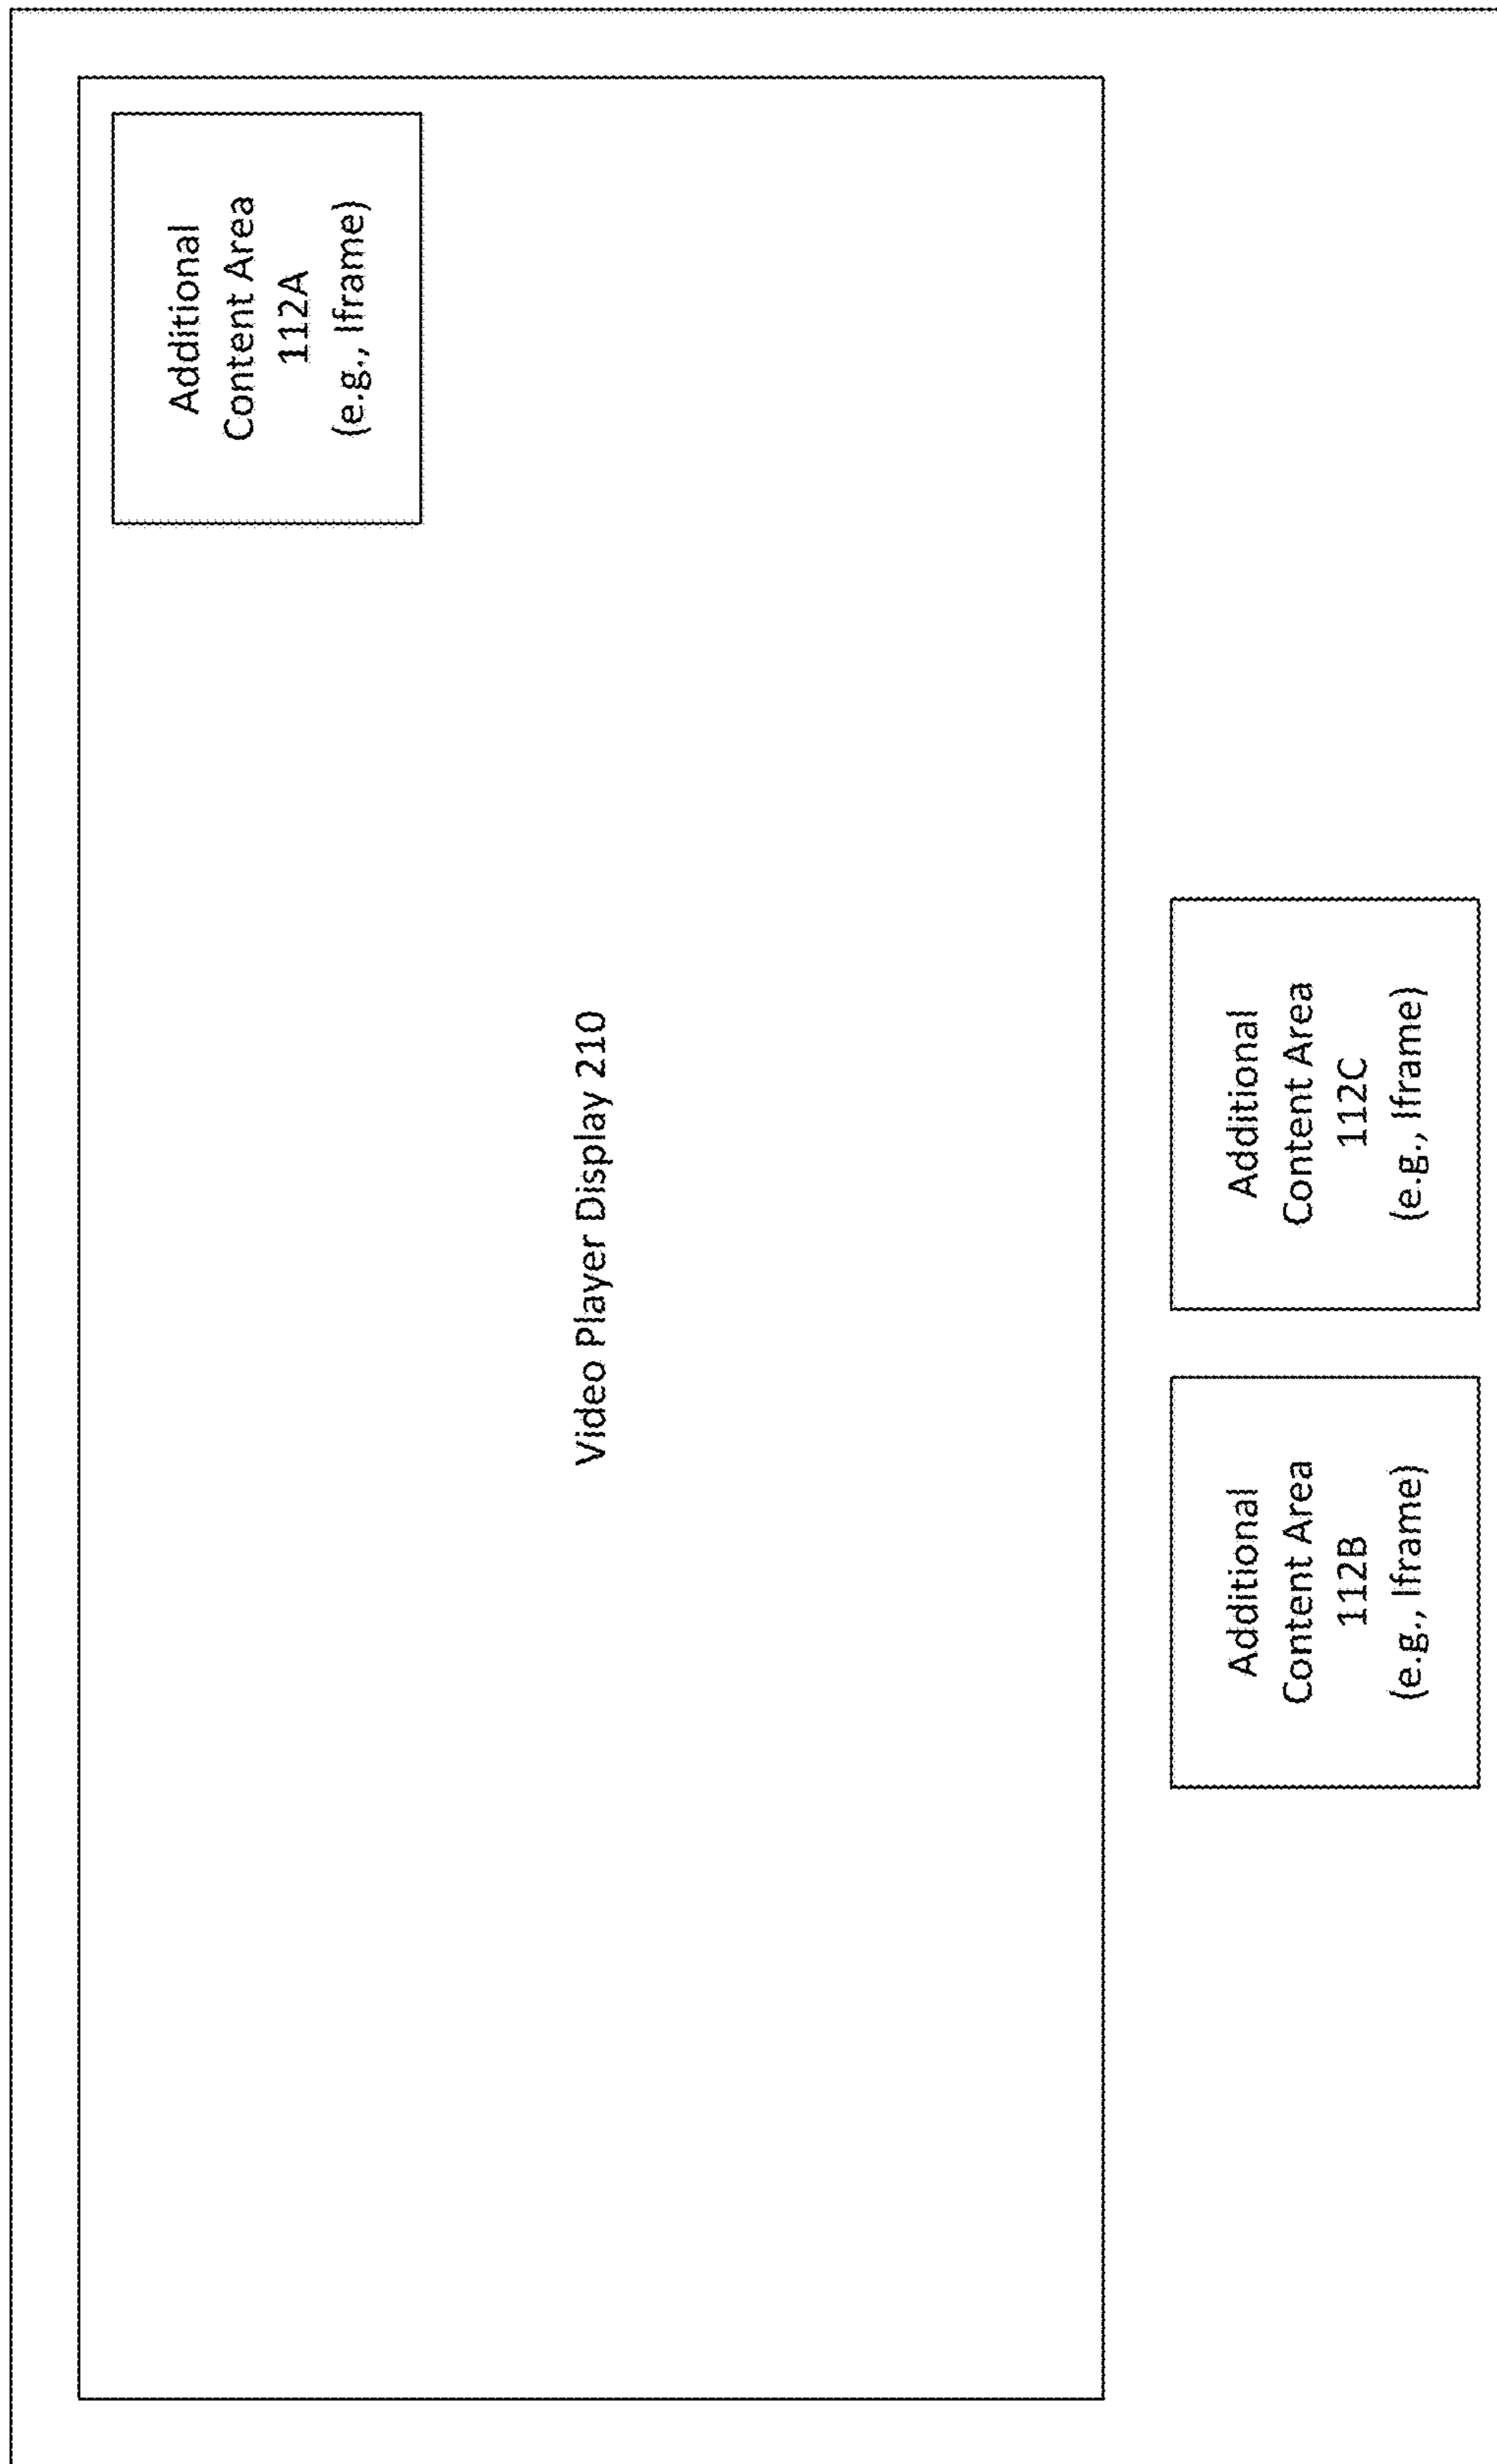 Additional
Content Area
112A
(e.g., Iframe)
Video Player Display 210
Additional
Content Area
112B
(e.g., Iframe)
Additional
Content Area
112C
(e.g., Iframe)